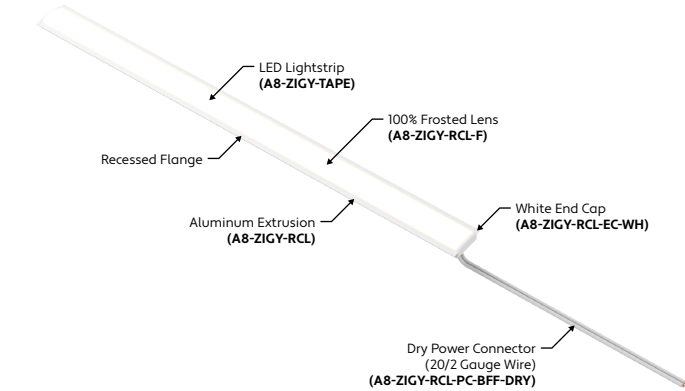 LED Lightstrip
(A8-ZIGY-TAPE)
100% Frosted Lens
(A8-ZIGY-RCL-F)
Recessed Flange
Aluminum Extrusion
(A8-ZIGY-RCL)
White End Cap
(A8-ZIGY-RCL-EC-WH)
Dry Power Connector
(20/2 Gauge Wire)
(A8-ZIGY-RCL-PC-BFF-DRY)